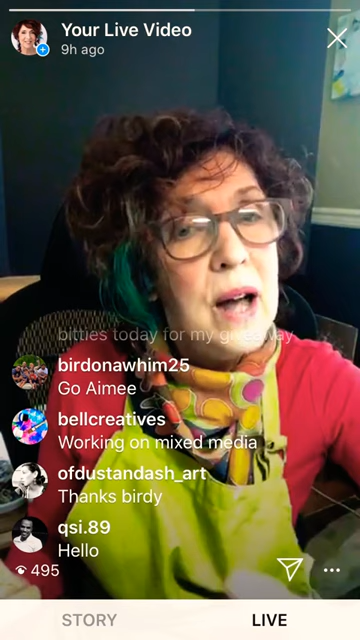 Your Live Video
9h ago
bitties today for my giveaway
birdonawhim25
Go Aimee
bellcreatives
Working on mixed media
ofdustandash_art
Thanks birdy
qsi.89
Hello
495
STORY
LIVE